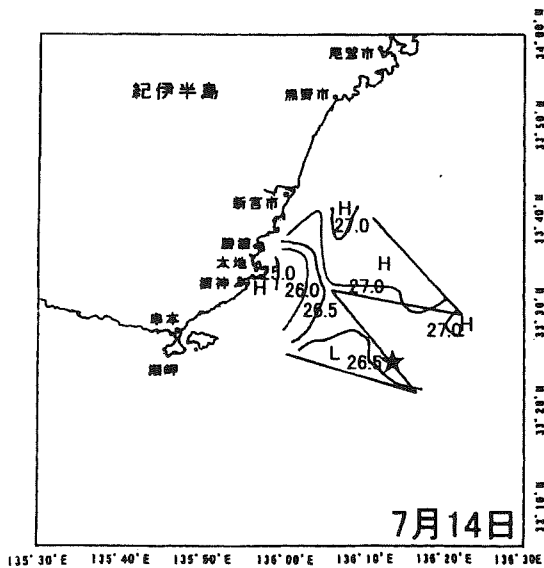 尾鷲市
紀伊半島
熊野市
新宮市
勝浦
太地
梶神島
串本
潮岬
H
27.0
H
25.0
H
26.0
27.0
26.5
27.0
H
L
26.5
7月14日
34°00'N
33°50'N
33°40'N
33°30'N
33°20'N
33°10'N
135°30'E
135°40'E
135°50'E
136°00'E
136°10'E
136°20'E
136°30'E